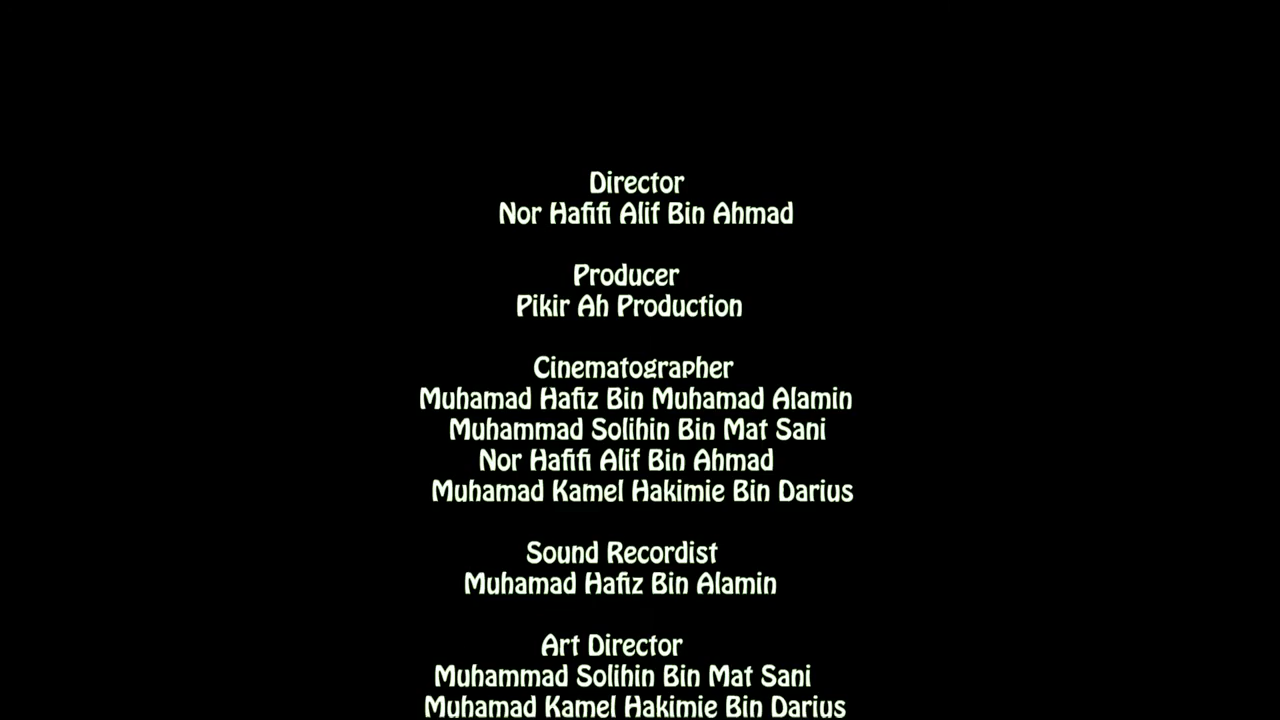 Director
Nor Hafifi Alif Bin Ahmad
Producer
Pikir Ah Production
Cinematographer
Muhamad Hafiz Bin Muhamad Alamin
Muhammad Solihin Bin Mat Sani
Nor Hafifi Alif Bin Ahmad
Muhamad Kamel Hakimie Bin Darius
Sound Recordist
Muhamad Hafiz Bin Alamin
Art Director
Muhammad Solihin Bin Mat Sani
Muhamad Kamel Hakimie Bin Darius